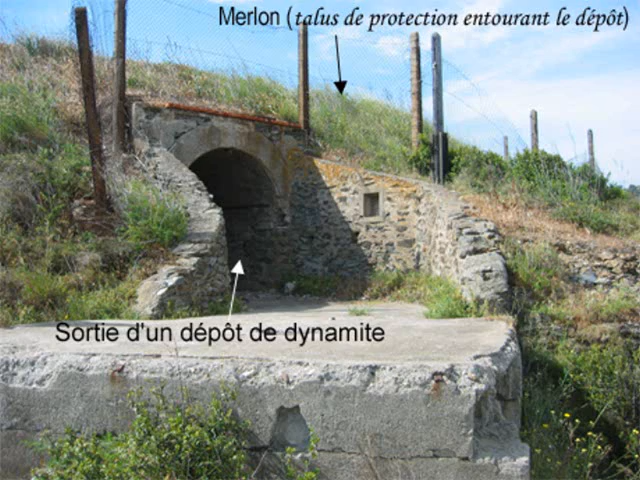 Merlon (talus de protection entourant le dépôt)
Sortie d'un dépôt de dynamite